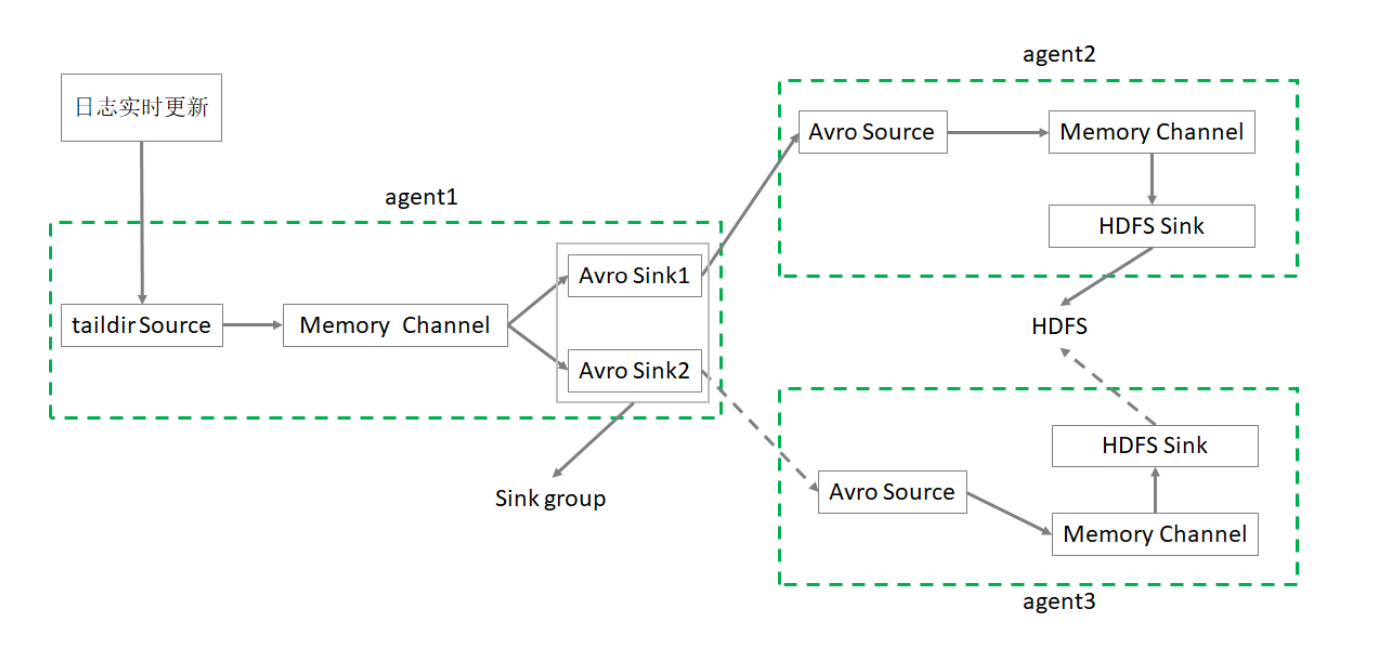 日志实时更新
agent1
taildir Source
Memory Channel
Avro Sink1
Avro Sink2
Sink group
agent2
Avro Source
Memory Channel
HDFS Sink
HDFS
HDFS Sink
Avro Source
Memory Channel
agent3